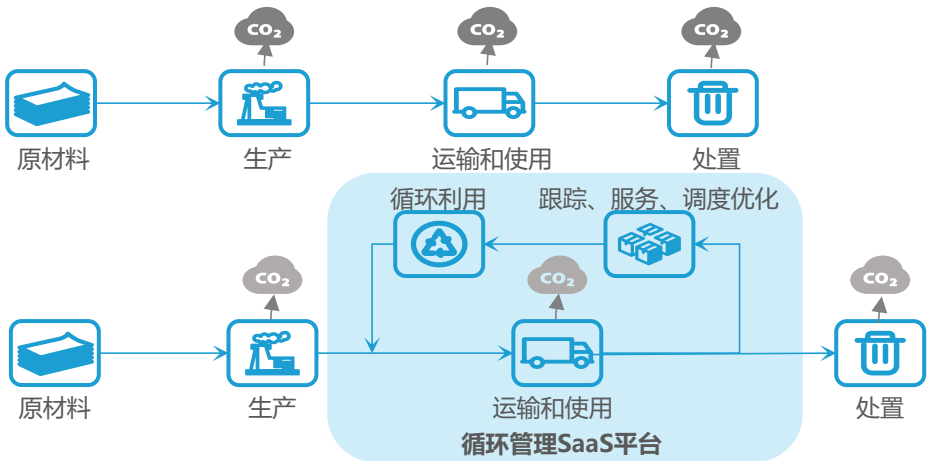 CO₂
CO₂
CO₂
原材料
生产
运输和使用
处置
循环利用
跟踪、服务、调度优化
CO₂
CO₂
CO₂
原材料
生产
运输和使用
处置
循环管理SaaS平台